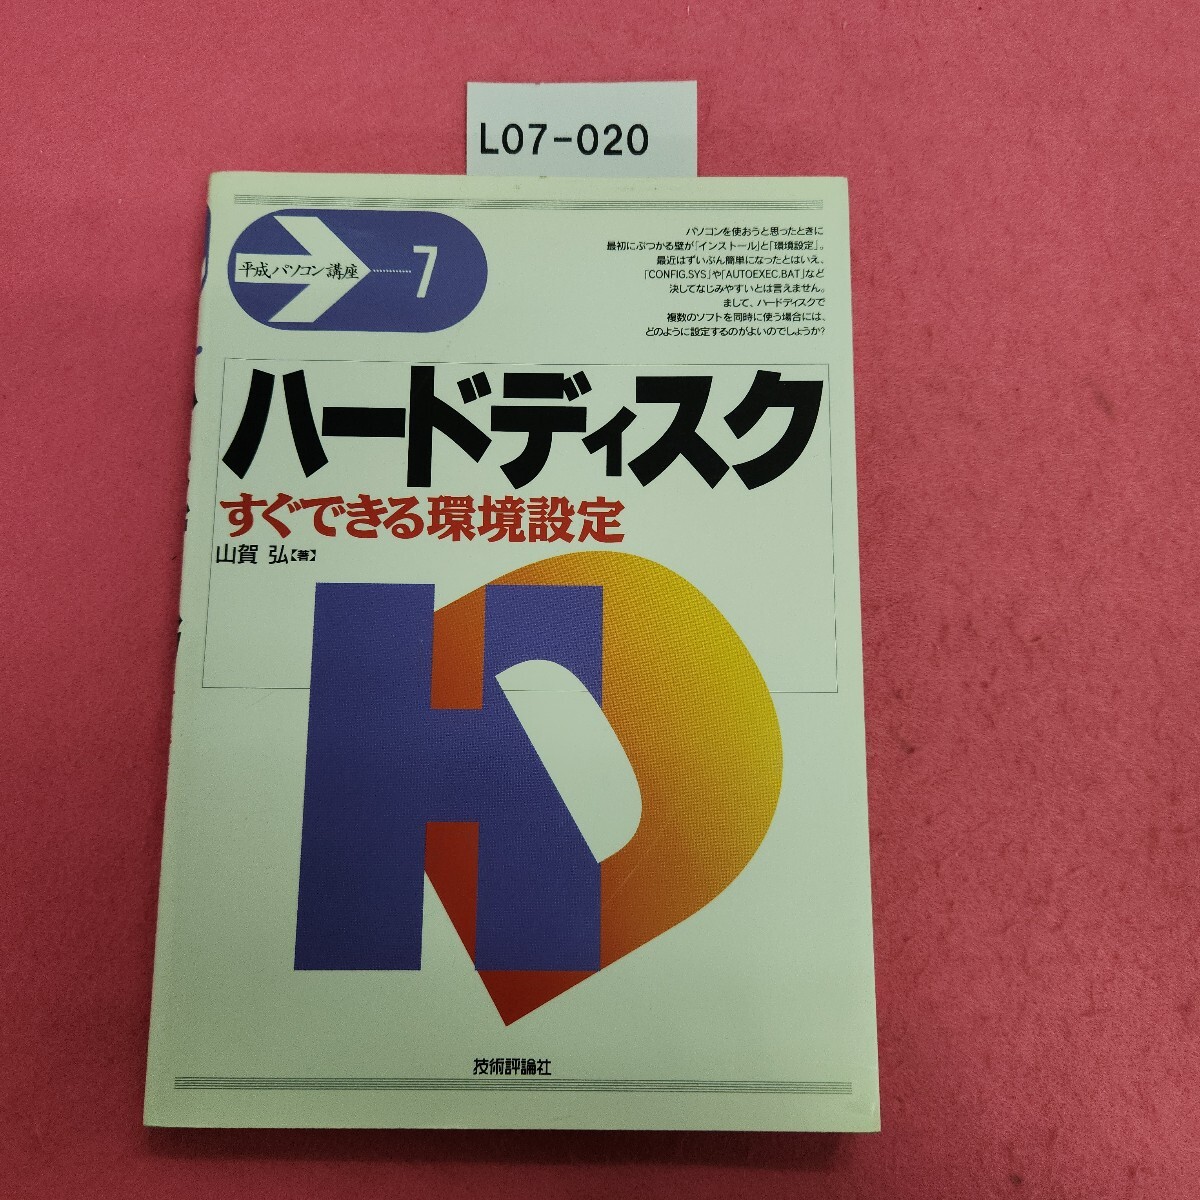 L07-020
平成パソコン講座…………7
パソコンを使おうと思ったときに
最初にぶつかる壁が「インストール」と「環境設定」。
最近はずいぶん簡単になったとはいえ、
「CONFIG.SYS」や「AUTOEXEC.BAT」など
決してなじみやすいとは言えません。
まして、ハードディスクで
複数のソフトを同時に使う場合には、
どのように設定するのがよいのでしょうか?
ハードディスク
すぐできる環境設定
山賀 弘【著】
HD
技術評論社